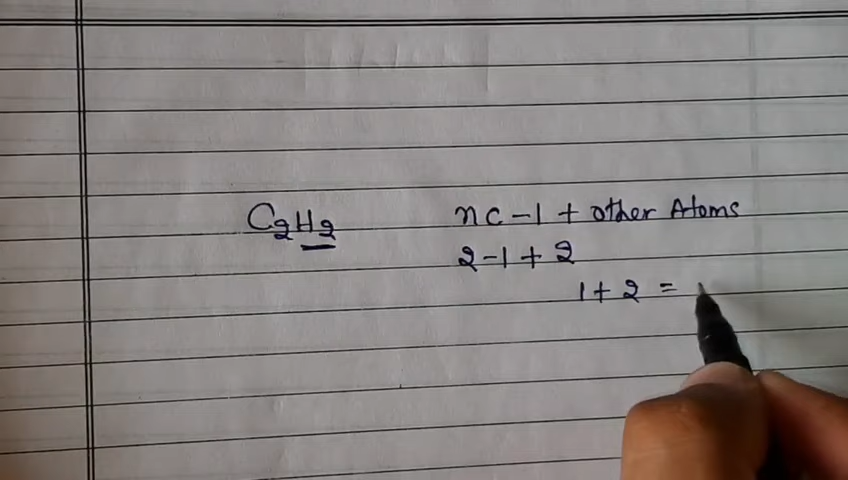 C2H2 nc-1 + other Atoms
2-1+2
1+2 =